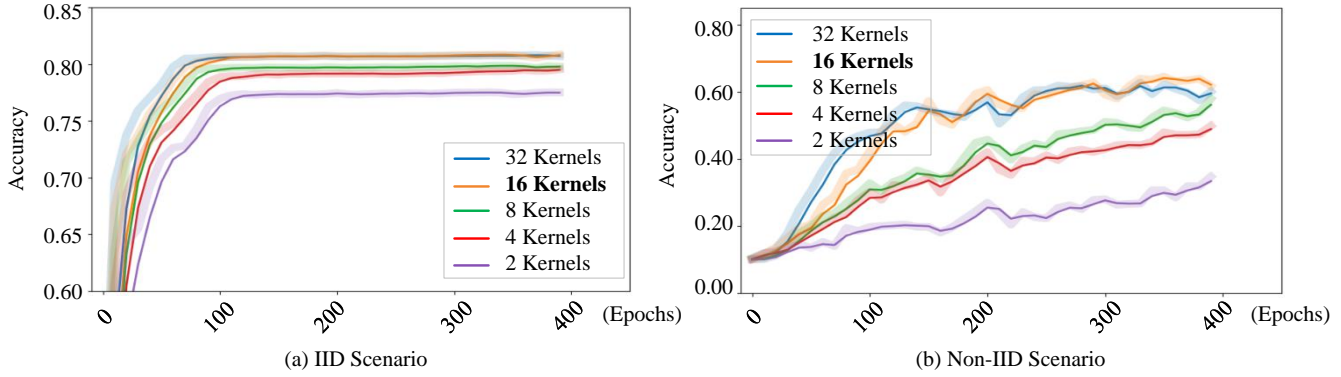 0.85
0.80
0.75
0.70
0.65
0.60
Accuracy
32 Kernels
16 Kernels
8 Kernels
4 Kernels
2 Kernels
0
100
200
300
400
(Epochs)
(a) IID Scenario
0.80
0.60
0.40
0.20
0.00
Accuracy
32 Kernels
16 Kernels
8 Kernels
4 Kernels
2 Kernels
0
100
200
300
400
(Epochs)
(b) Non-IID Scenario